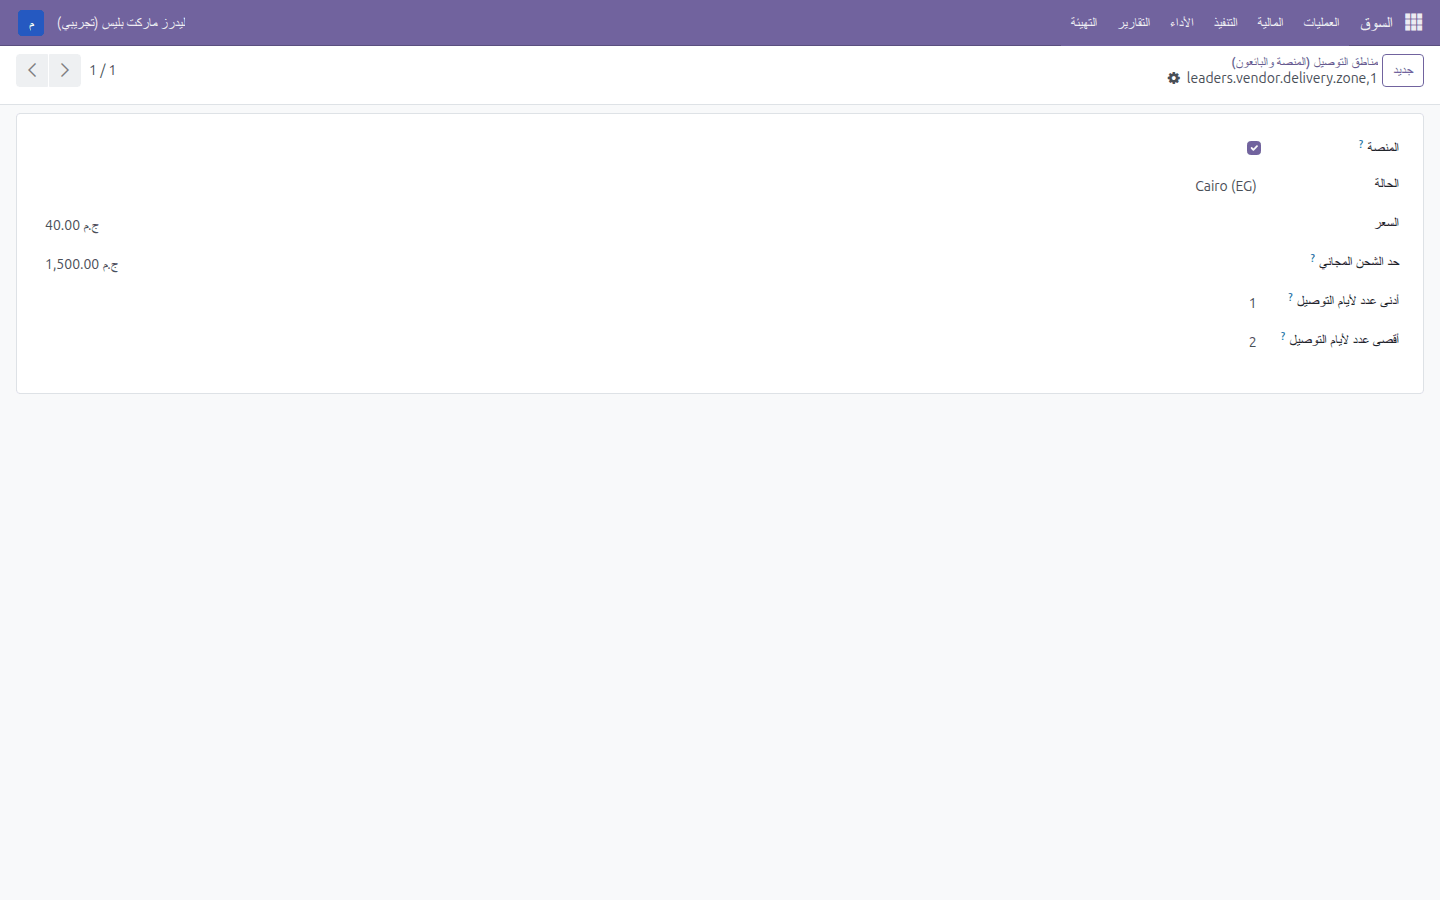 السوق العمليات المالية التنفيذ الأداء التقارير التهيئة ليدرز ماركت بليس (تجريبي) م
جديد
مناطق التوصيل (المنصة والبائعون)
leaders.vendor.delivery.zone,1
1 / 1
المنصة ?
الحالة Cairo (EG)
السعر 40.00 ج.م
حد الشحن المجاني ? 1,500.00 ج.م
أدنى عدد لأيام التوصيل ? 1
أقصى عدد لأيام التوصيل ? 2